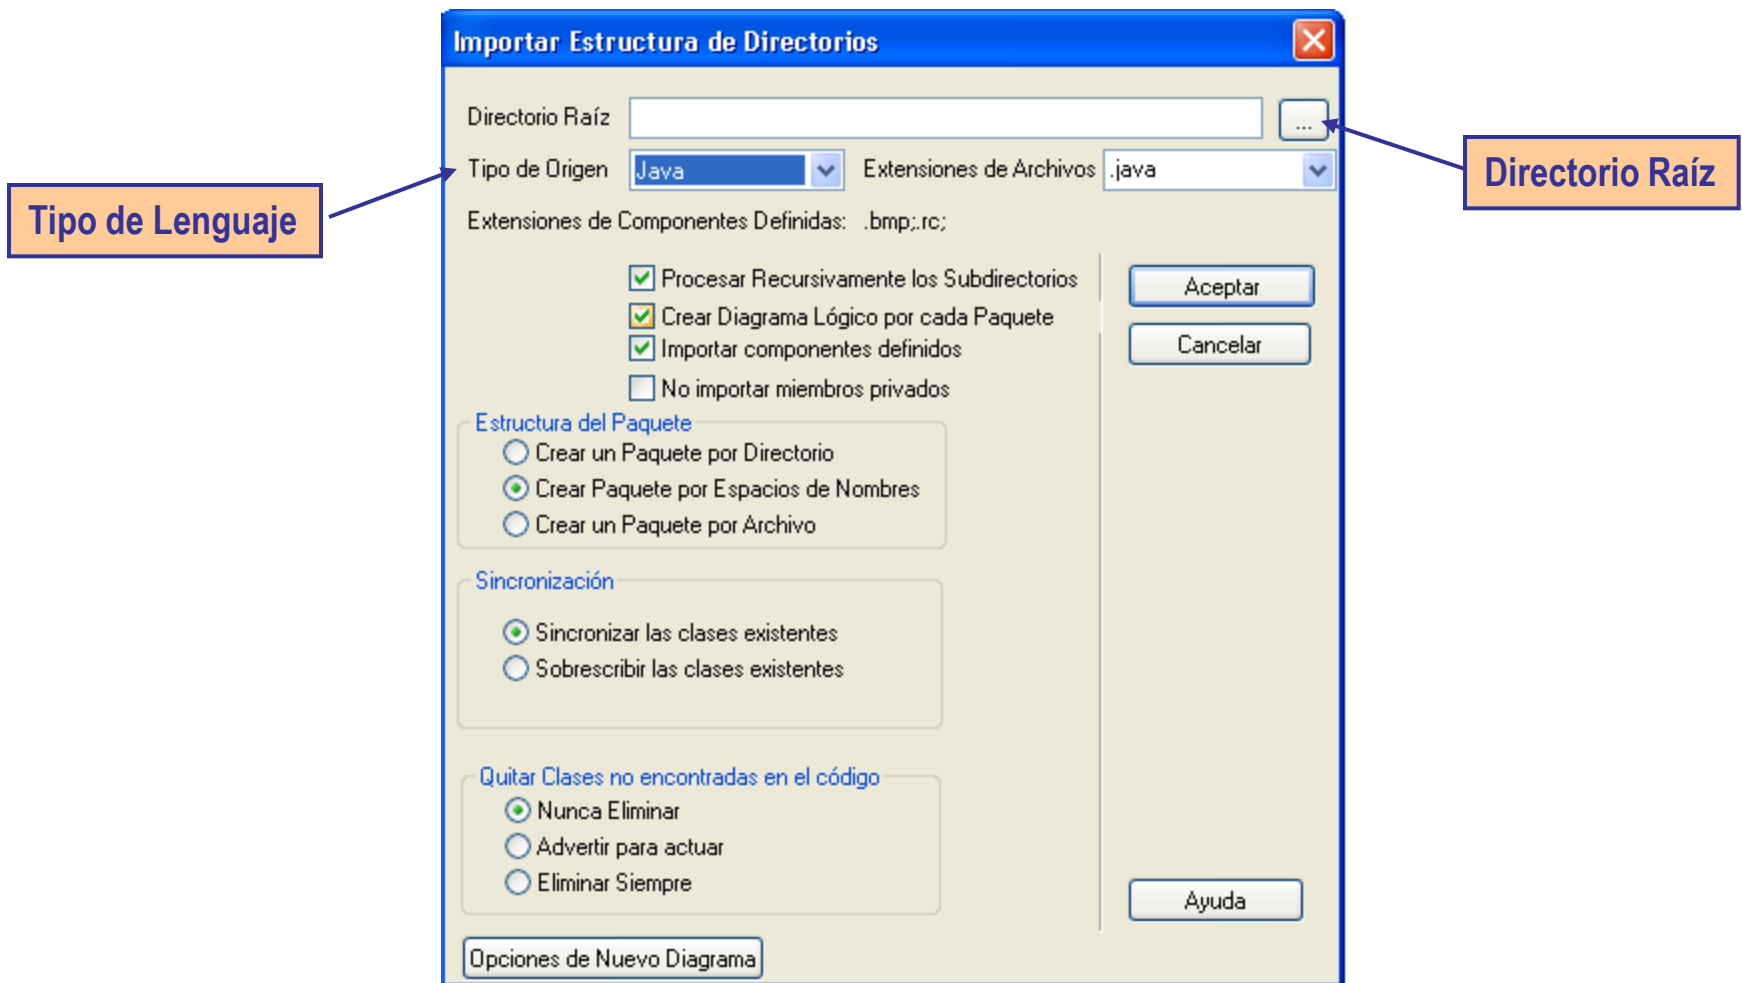 Importar Estructura de Directorios
Directorio Raíz
...
Directorio Raíz
Tipo de Origen
Java
Extensiones de Archivos
.java
Tipo de Lenguaje
Extensiones de Componentes Definidas: .bmp;.rc;
Procesar Recursivamente los Subdirectorios
Aceptar
Crear Diagrama Lógico por cada Paquete
Importar componentes definidos
Cancelar
No importar miembros privados
Estructura del Paquete
Crear un Paquete por Directorio
Crear Paquete por Espacios de Nombres
Crear un Paquete por Archivo
Sincronización
Sincronizar las clases existentes
Sobrescribir las clases existentes
Quitar Clases no encontradas en el código
Nunca Eliminar
Advertir para actuar
Eliminar Siempre
Ayuda
Opciones de Nuevo Diagrama